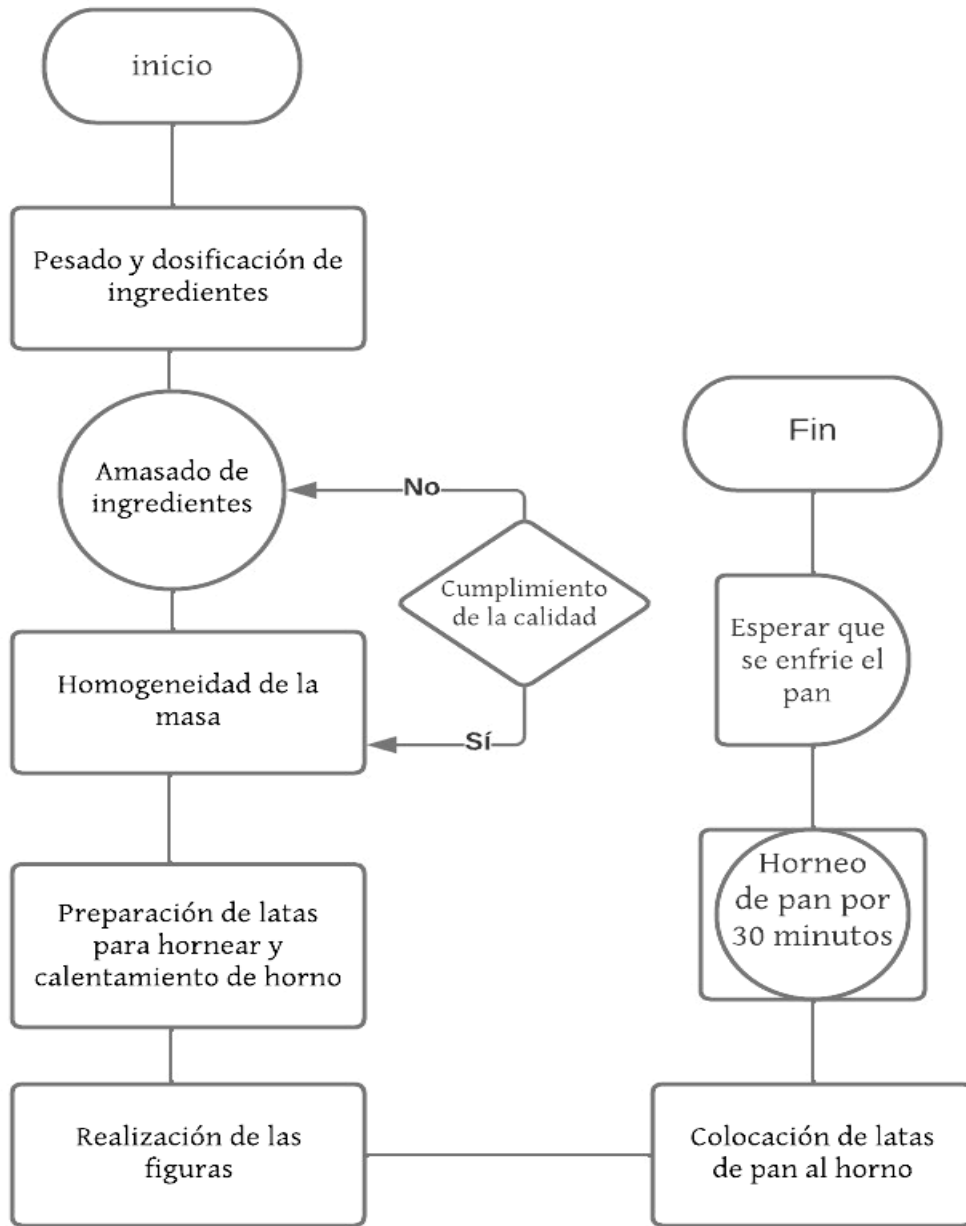 inicio
Pesado y dosificación de
ingredientes
Amasado de
ingredientes
No
Cumplimiento
de la calidad
Sí
Homogeneidad de la
masa
Preparación de latas
para hornear y
calentamiento de horno
Realización de las
figuras
Colocación de latas
de pan al horno
Horneo
de pan por
30 minutos
Esperar que
se enfrie el
pan
Fin